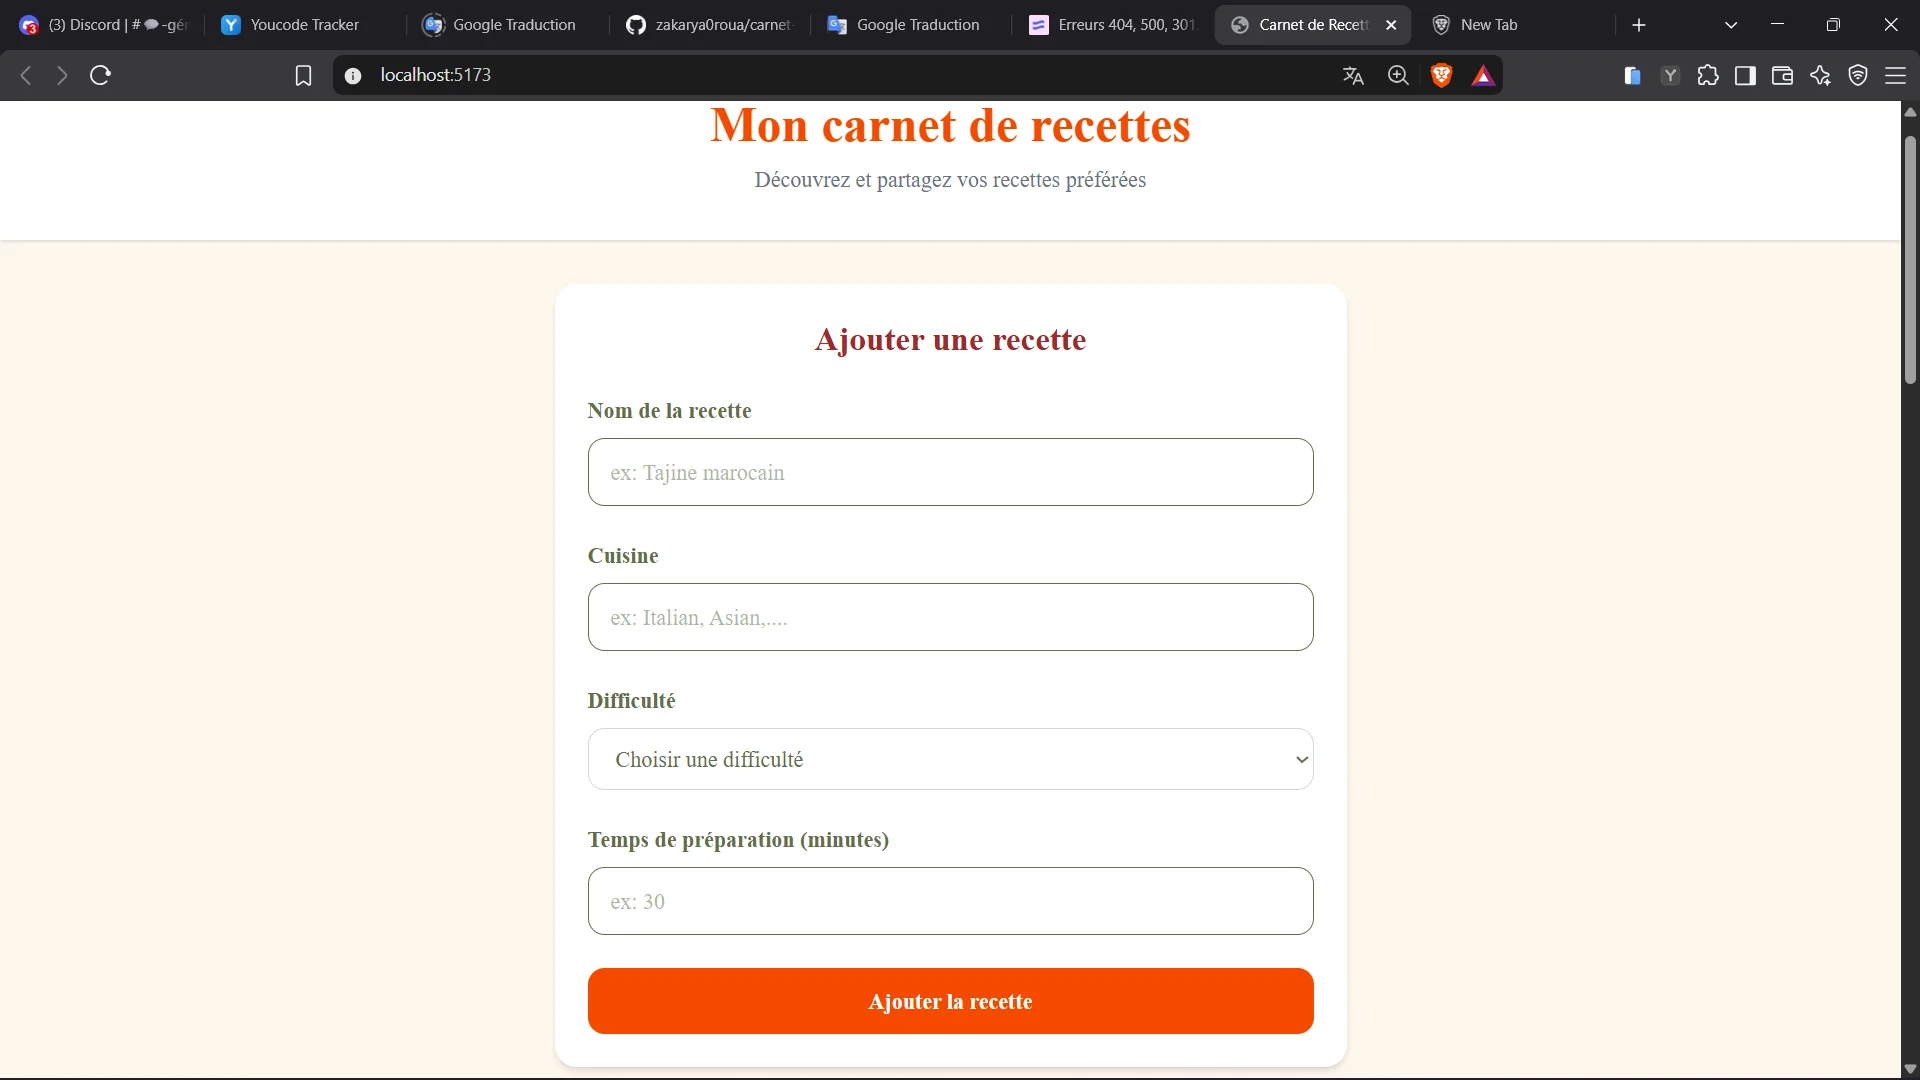 (3) Discord | # 💬-gén
Youcode Tracker
Google Traduction
zakarya0roua/carnet-
Google Traduction
Erreurs 404, 500, 301
Carnet de Recett
New Tab
localhost:5173
Mon carnet de recettes
Découvrez et partagez vos recettes préférées
Ajouter une recette
Nom de la recette
ex: Tajine marocain
Cuisine
ex: Italian, Asian,....
Difficulté
Choisir une difficulté
Temps de préparation (minutes)
ex: 30
Ajouter la recette